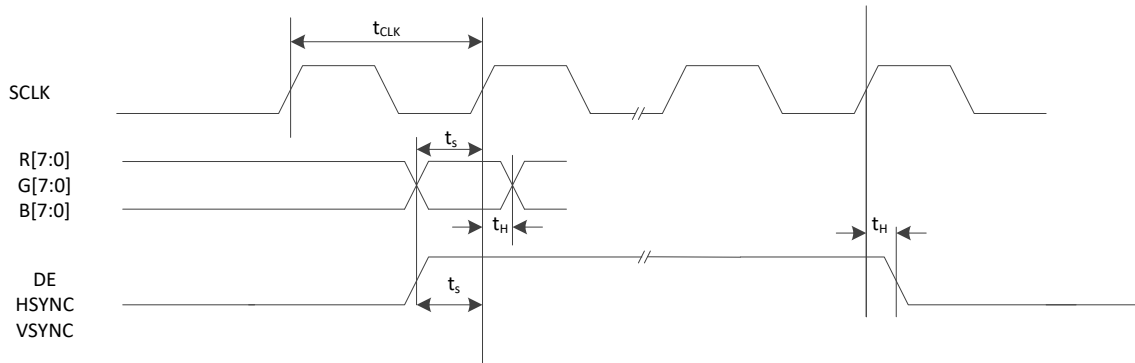 tCLK
SCLK
R[7:0]
ts
G[7:0]
B[7:0]
tH
tH
DE
ts
HSYNC
VSYNC